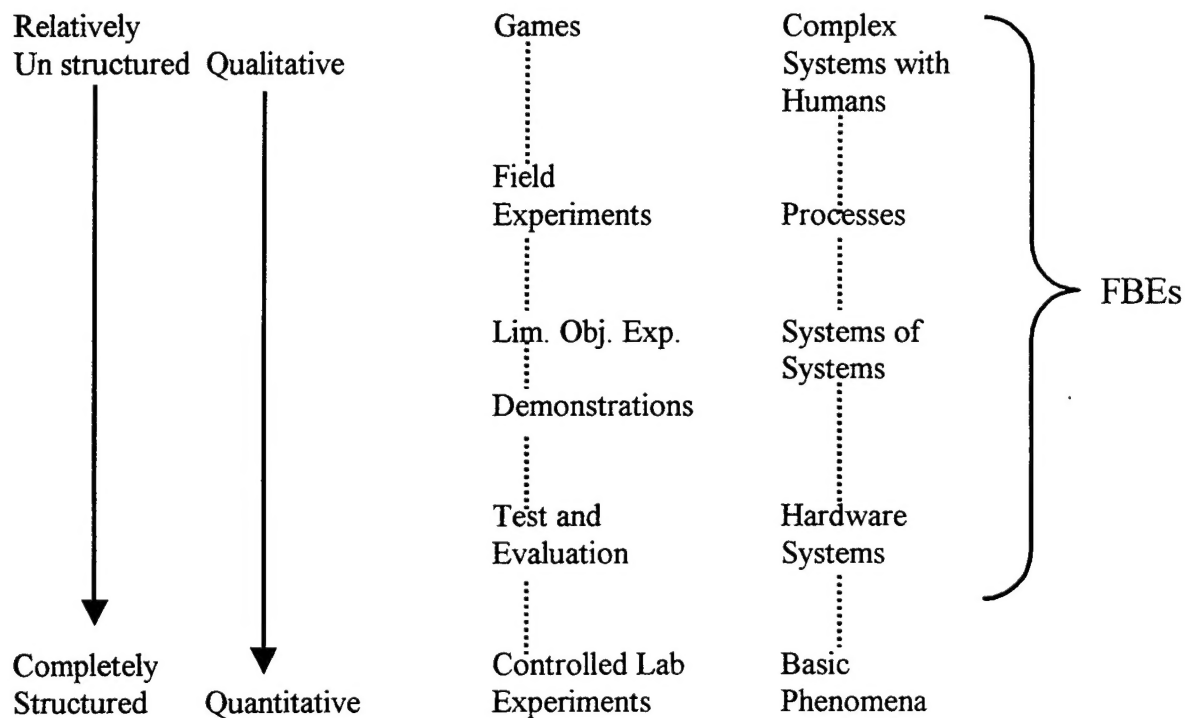 Relatively
Un structured
Qualitative
Completely
Structured
Quantitative
Games
Field
Experiments
Lim. Obj. Exp.
Demonstrations
Test and
Evaluation
Controlled Lab
Experiments
Complex
Systems with
Humans
Processes
Systems of
Systems
Hardware
Systems
Basic
Phenomena
FBEs